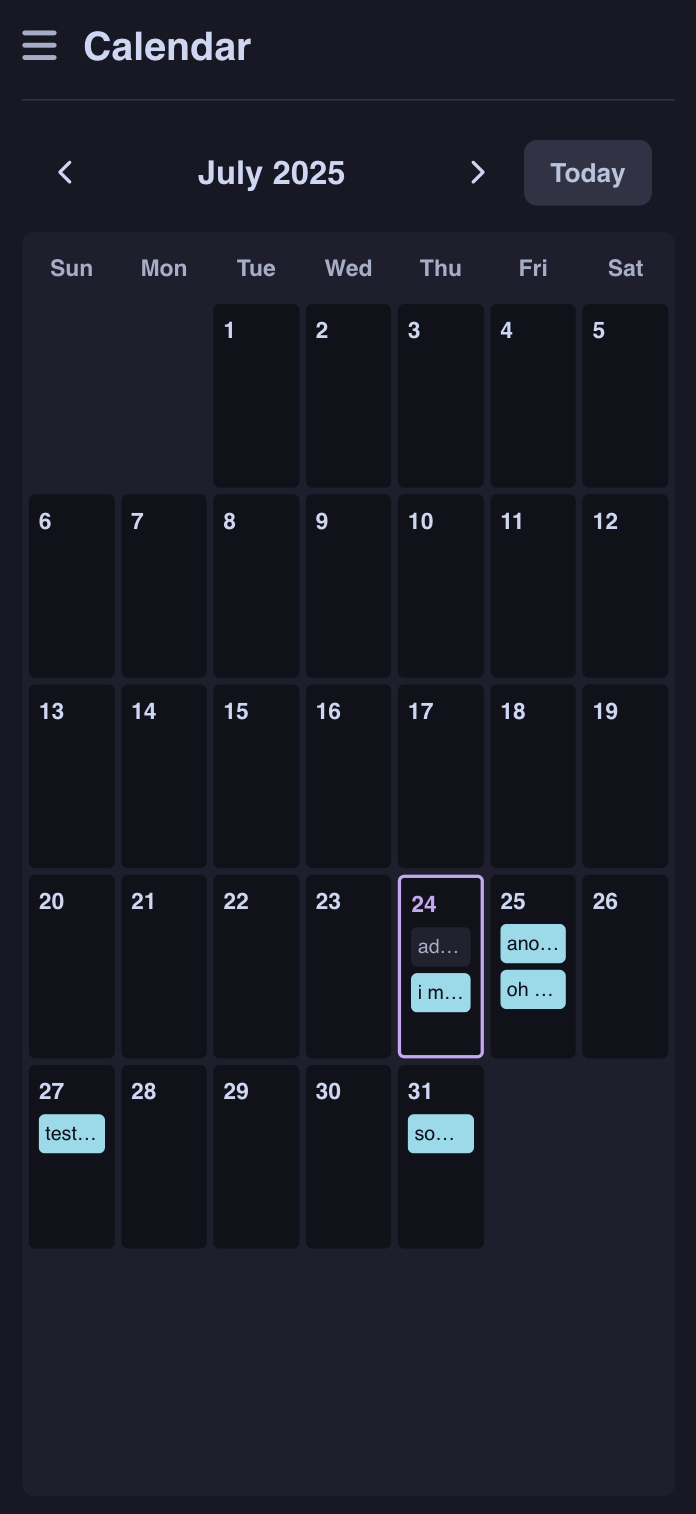 Calendar
July 2025
Today
Sun Mon Tue Wed Thu Fri Sat
1 2 3 4 5
6 7 8 9 10 11 12
13 14 15 16 17 18 19
20 21 22 23 24 25 26
ad... ano...
i m... oh ...
27 28 29 30 31
test... so...